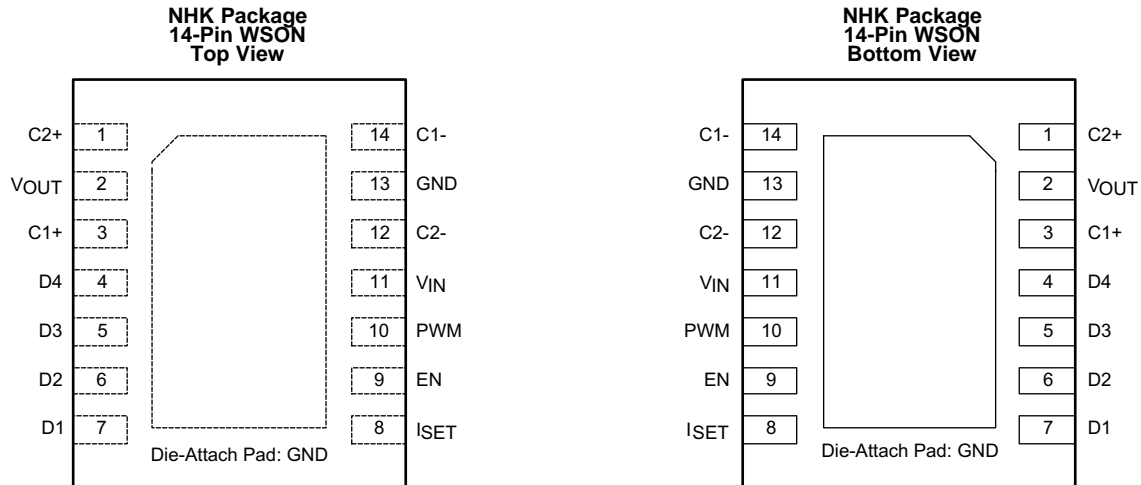 NHK Package
14-Pin WSON
Top View
C2+ 1 14 C1-
VOUT 2 13 GND
C1+ 3 12 C2-
D4 4 11 VIN
D3 5 10 PWM
D2 6 9 EN
D1 7 8 ISET
Die-Attach Pad: GND
NHK Package
14-Pin WSON
Bottom View
C1- 14 1 C2+
GND 13 2 VOUT
C2- 12 3 C1+
VIN 11 4 D4
PWM 10 5 D3
EN 9 6 D2
ISET 8 7 D1
Die-Attach Pad: GND